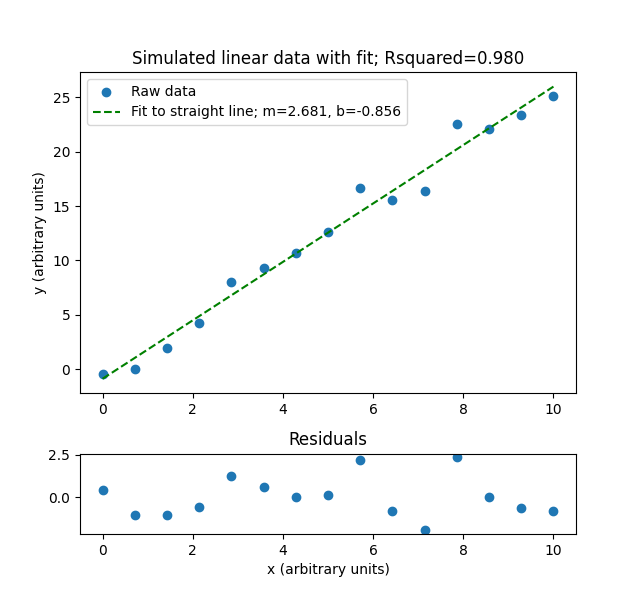 Simulated linear data with fit; Rsquared=0.980
Raw data
Fit to straight line; m=2.681, b=-0.856
25
20
15
10
5
0
y (arbitrary units)
0 2 4 6 8 10
Residuals
2.5
0.0
0 2 4 6 8 10
x (arbitrary units)